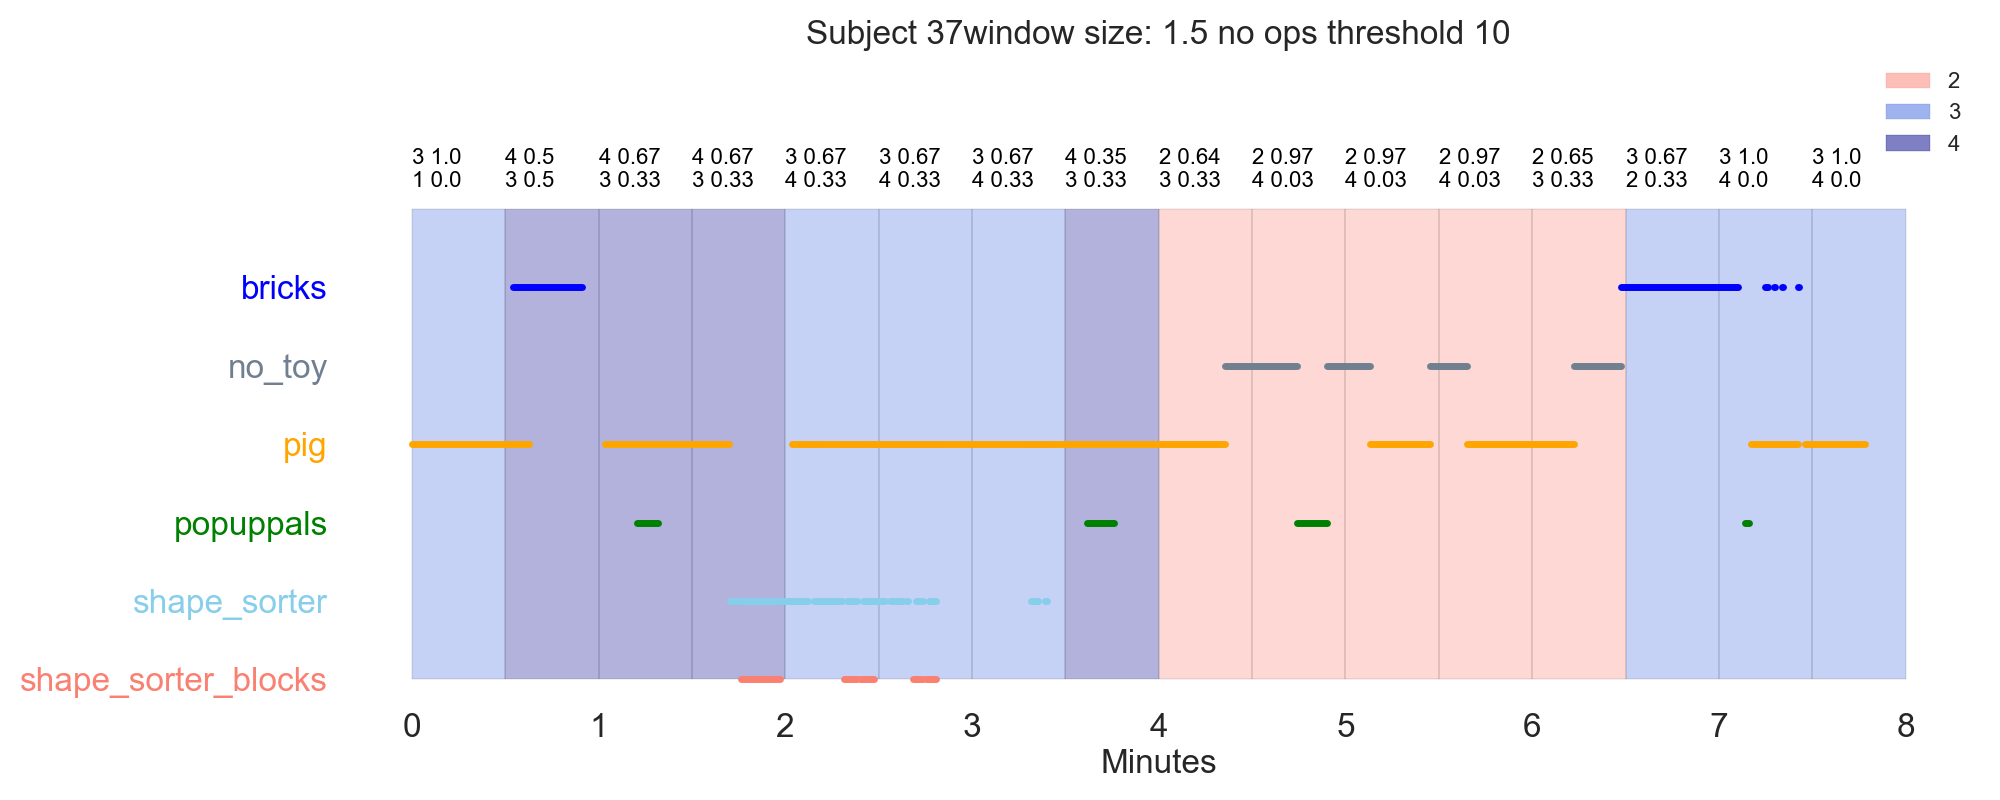 Subject 37window size: 1.5 no ops threshold 10
2
3
4
3 1.0 4 0.5 4 0.67 4 0.67 3 0.67 3 0.67 3 0.67 4 0.35 2 0.64 2 0.97 2 0.97 2 0.97 2 0.65 3 0.67 3 1.0 3 1.0
1 0.0 3 0.5 3 0.33 3 0.33 4 0.33 4 0.33 4 0.33 3 0.33 3 0.33 4 0.03 4 0.03 4 0.03 3 0.33 2 0.33 4 0.0 4 0.0
bricks
no_toy
pig
popuppals
shape_sorter
shape_sorter_blocks
0 1 2 3 4 5 6 7 8
Minutes